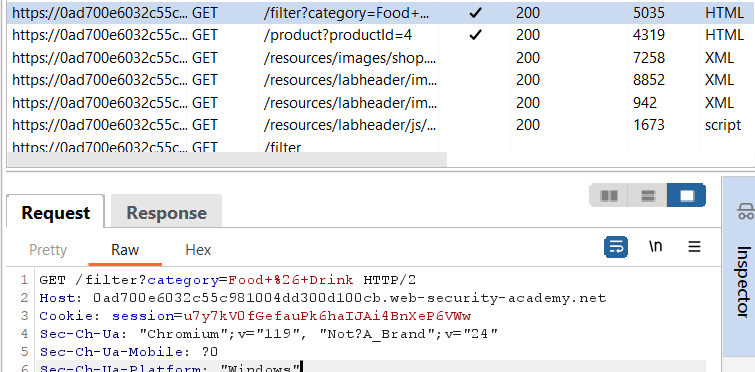 https://0ad700e6032c55c... GET /filter?category=Food+... ✓ 200 5035 HTML
https://0ad700e6032c55c... GET /product?productId=4 ✓ 200 4319 HTML
https://0ad700e6032c55c... GET /resources/images/shop.... 200 7258 XML
https://0ad700e6032c55c... GET /resources/labheader/im... 200 8852 XML
https://0ad700e6032c55c... GET /resources/labheader/im... 200 942 XML
https://0ad700e6032c55c... GET /resources/labheader/js/... 200 1673 script
https://0ad700e6032c55c... GET /filter
Request Response
Pretty Raw Hex \n
Inspector
1 GET /filter?category=Food+%26+Drink HTTP/2
2 Host: 0ad700e6032c55c981004dd300d100cb.web-security-academy.net
3 Cookie: session=u7y7kV0fGefauPk6haIJAi4BnXeP6VWw
4 Sec-Ch-Ua: "Chromium";v="119", "Not?A_Brand";v="24"
5 Sec-Ch-Ua-Mobile: ?0
6 Sec-Ch-Ua-Platform: "Windows"